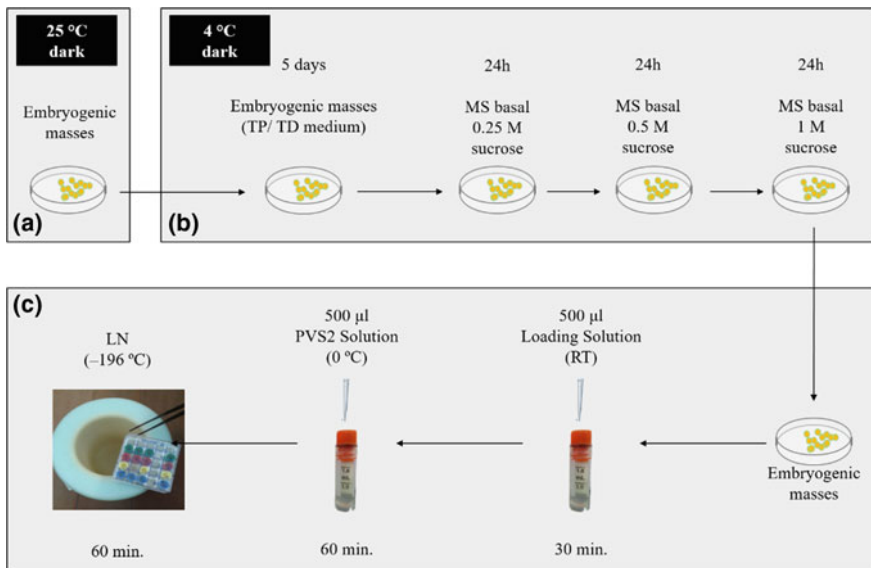 25 °C
dark
Embryogenic
masses
(a)
4 °C
dark
5 days
Embryogenic masses
(TP/ TD medium)
24h
MS basal
0.25 M
sucrose
24h
MS basal
0.5 M
sucrose
24h
MS basal
1 M
sucrose
(b)
(c)
LN
(–196 ºC)
60 min.
500 µl
PVS2 Solution
(0 ºC)
60 min.
500 µl
Loading Solution
(RT)
30 min.
Embryogenic
masses